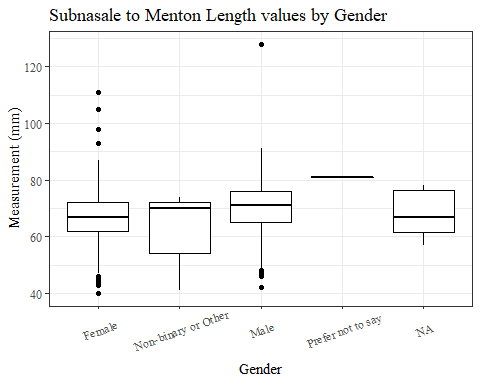 Subnasale to Menton Length values by Gender
Measurement (mm)
120
100
80
60
40
Female
Non-binary or Other
Male
Prefer not to say
NA
Gender